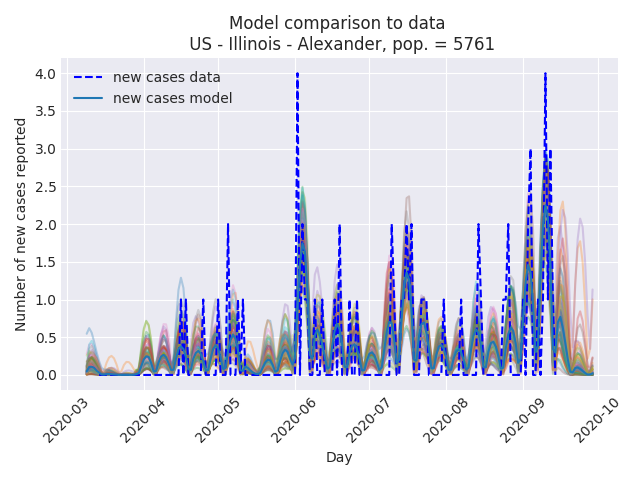 Model comparison to data
US - Illinois - Alexander, pop. = 5761
new cases data
new cases model
Number of new cases reported
4.0
3.5
3.0
2.5
2.0
1.5
1.0
0.5
0.0
2020-03
2020-04
2020-05
2020-06
2020-07
2020-08
2020-09
2020-10
Day